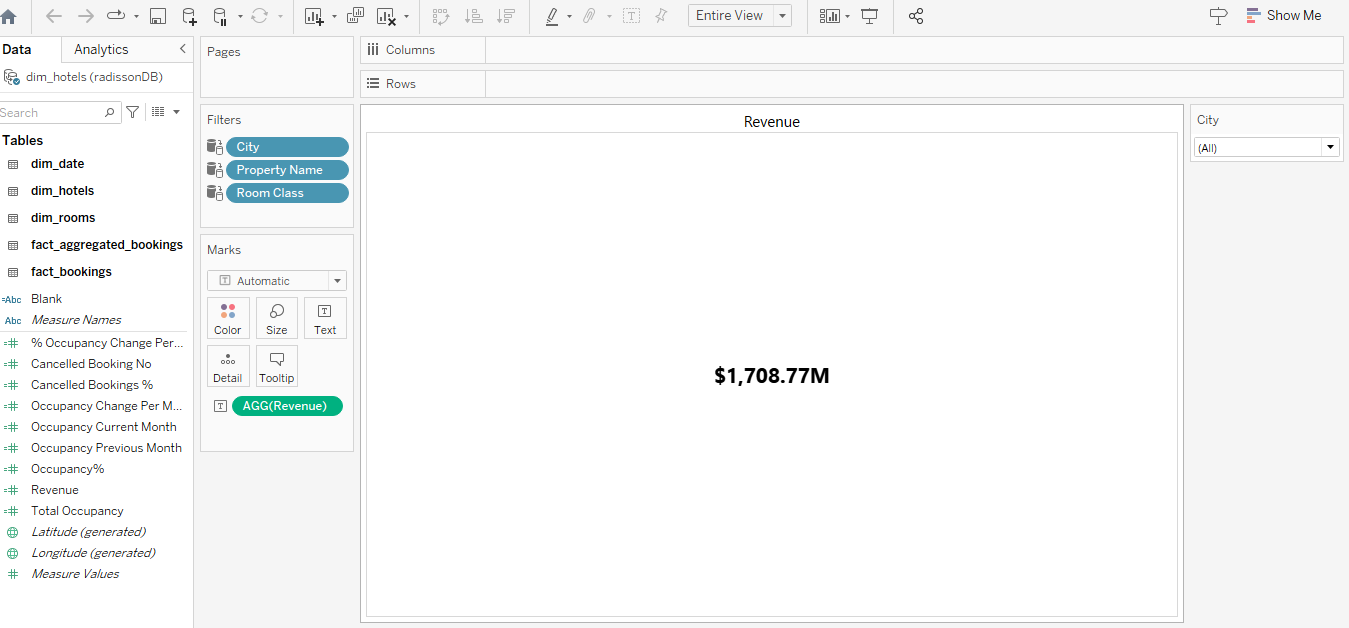 Entire View
Show Me
Data
Analytics
dim_hotels (radissonDB)
Search
Tables
dim_date
dim_hotels
dim_rooms
fact_aggregated_bookings
fact_bookings
=Abc Blank
Abc Measure Names
=# % Occupancy Change Per...
=# Cancelled Booking No
=# Cancelled Bookings %
=# Occupancy Change Per M...
=# Occupancy Current Month
=# Occupancy Previous Month
=# Occupancy%
=# Revenue
=# Total Occupancy
Latitude (generated)
Longitude (generated)
# Measure Values
Pages
Filters
City
Property Name
Room Class
Marks
T Automatic
Color Size T Text
Detail Tooltip
T AGG(Revenue)
Columns
Rows
Revenue
$1,708.77M
City
(All)